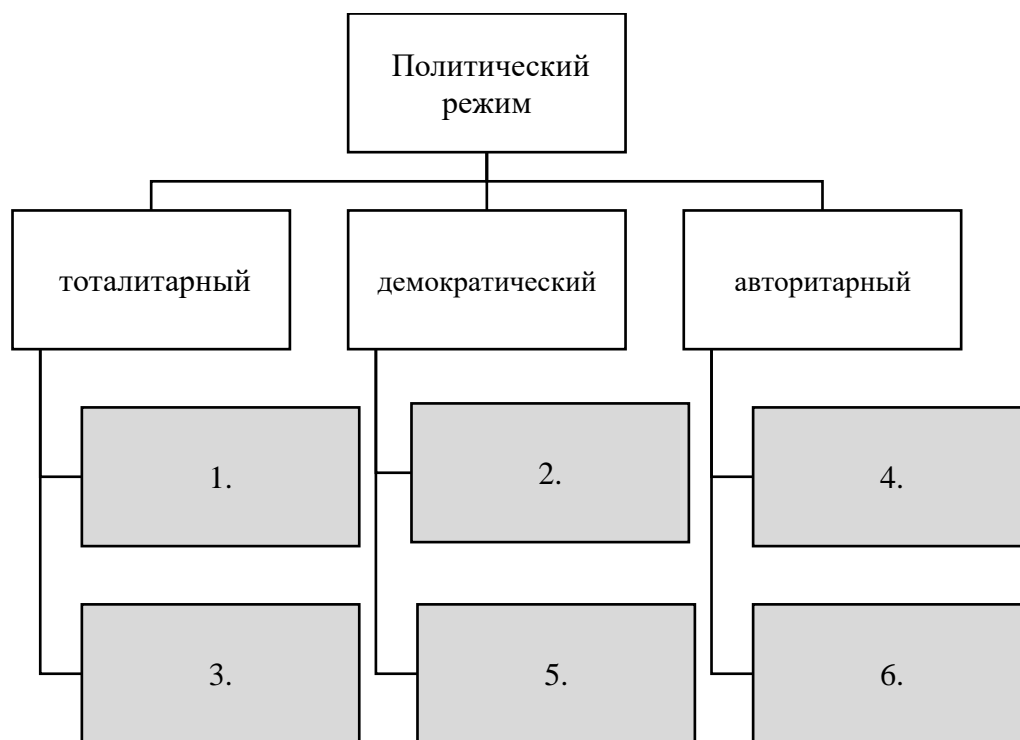 Политический
режим
тоталитарный
демократический
авторитарный
1.
2.
4.
3.
5.
6.